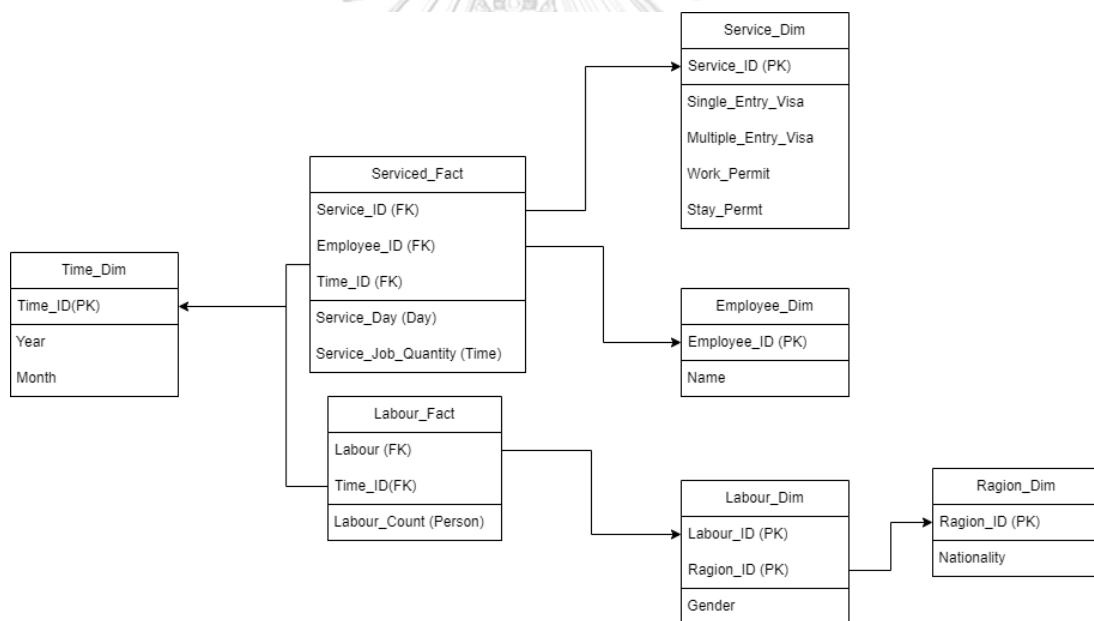 Service_Dim
Service_ID (PK)
Single_Entry_Visa
Multiple_Entry_Visa
Work_Permit
Stay_Permt
Serviced_Fact
Service_ID (FK)
Employee_ID (FK)
Time_ID (FK)
Service_Day (Day)
Service_Job_Quantity (Time)
Time_Dim
Time_ID(PK)
Year
Month
Employee_Dim
Employee_ID (PK)
Name
Labour_Fact
Labour (FK)
Time_ID(FK)
Labour_Count (Person)
Labour_Dim
Labour_ID (PK)
Ragion_ID (PK)
Gender
Ragion_Dim
Ragion_ID (PK)
Nationality